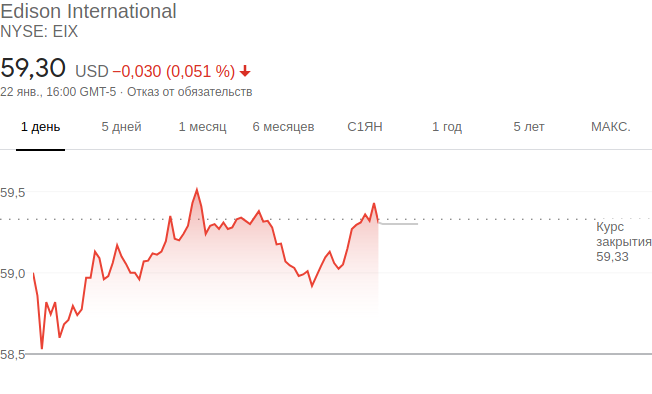 Edison International
NYSE: EIX
59,30 USD −0,030 (0,051 %)
22 янв., 16:00 GMT-5 · Отказ от обязательств
1 день 5 дней 1 месяц 6 месяцев С1ЯН 1 год 5 лет МАКС.
59,5
Курс
закрытия
59,33
59,0
58,5